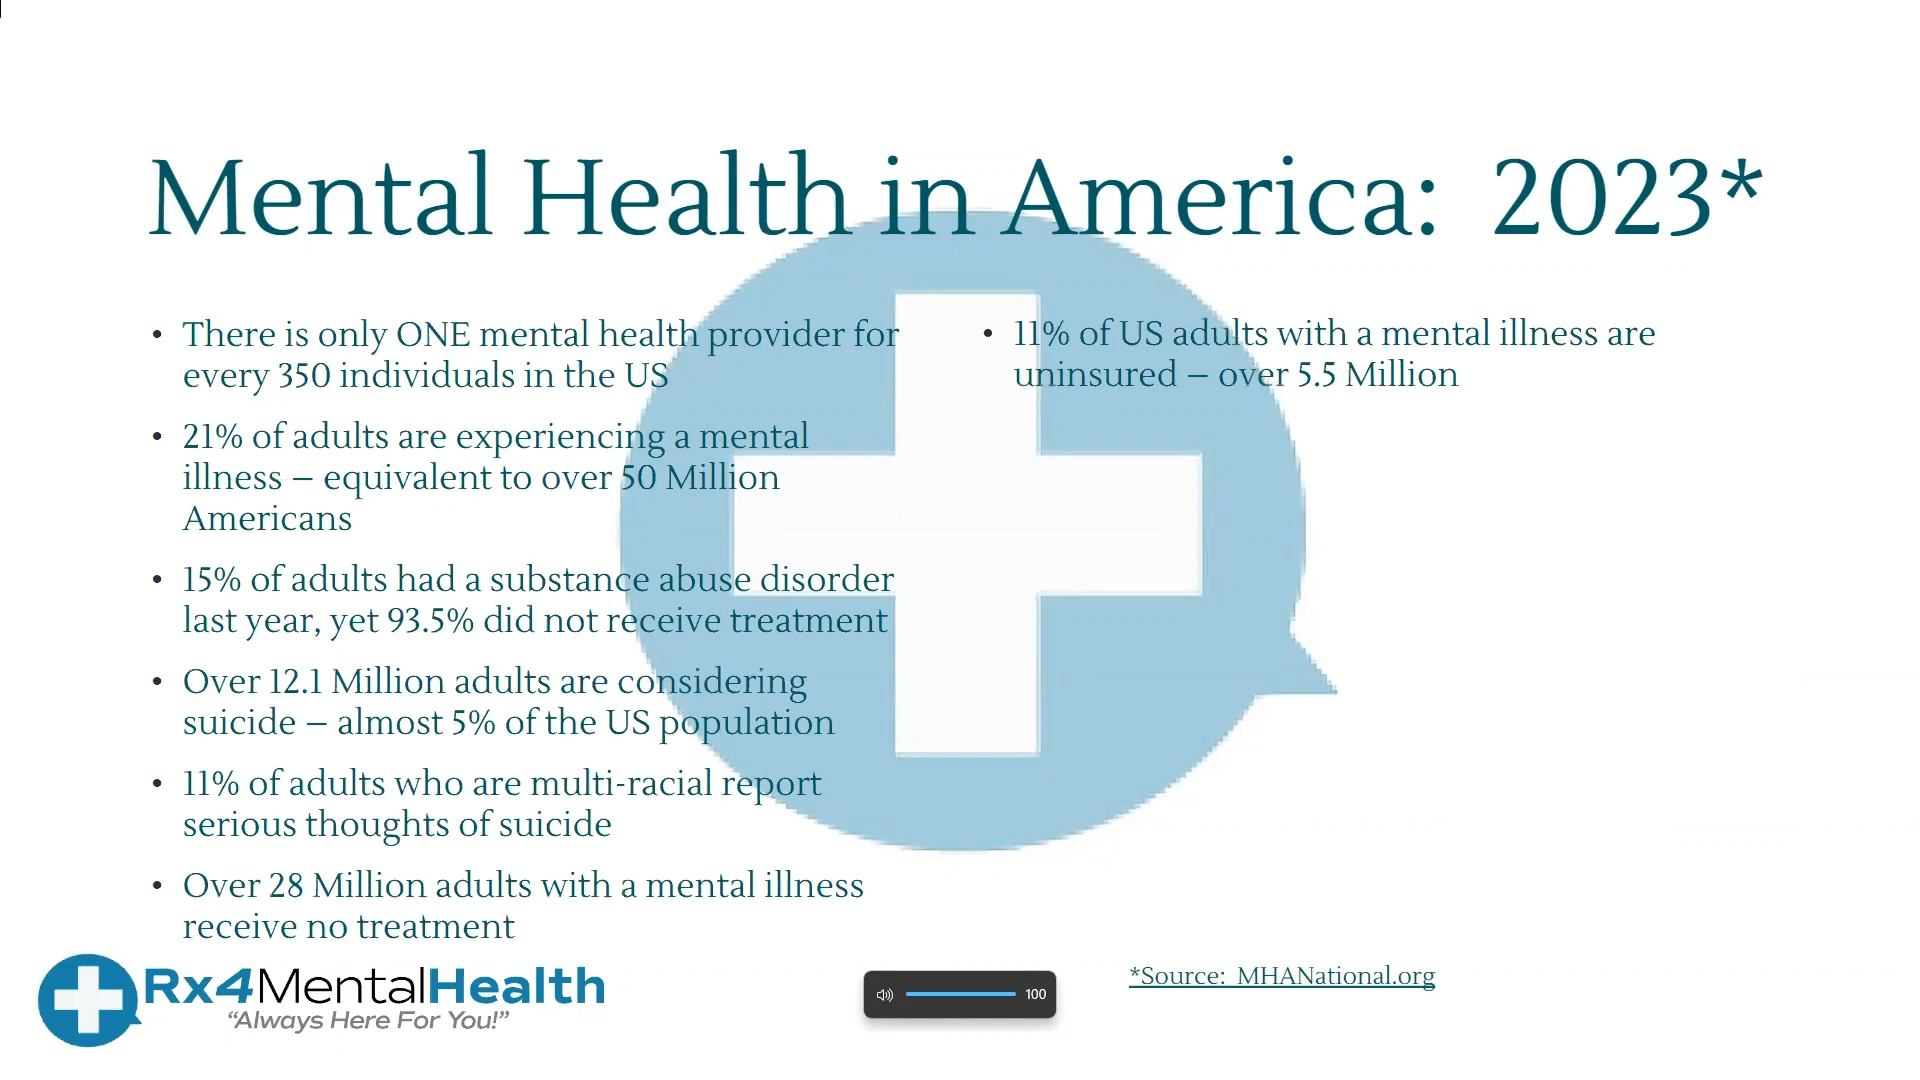 Mental Health in America: 2023*
• There is only ONE mental health provider for
every 350 individuals in the US
• 21% of adults are experiencing a mental
illness – equivalent to over 50 Million
Americans
• 15% of adults had a substance abuse disorder
last year, yet 93.5% did not receive treatment
• Over 12.1 Million adults are considering
suicide – almost 5% of the US population
• 11% of adults who are multi-racial report
serious thoughts of suicide
• Over 28 Million adults with a mental illness
receive no treatment
• 11% of US adults with a mental illness are
uninsured – over 5.5 Million
Rx4MentalHealth
“Always Here For You!”
100
*Source: MHANational.org